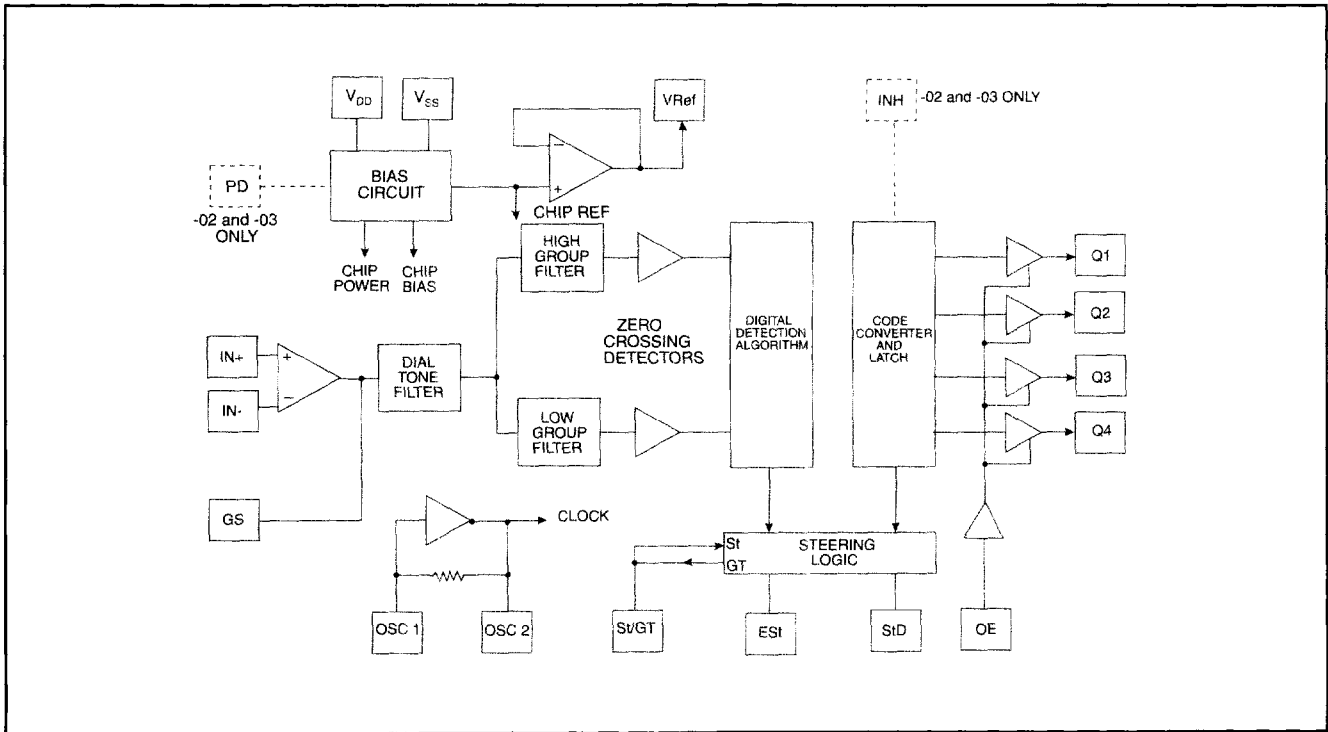 VDD
VSS
VRef
INH
-02 and -03 ONLY
PD
-02 and -03
ONLY
BIAS
CIRCUIT
−
+
CHIP REF
CHIP
POWER
CHIP
BIAS
HIGH
GROUP
FILTER
ZERO
CROSSING
DETECTORS
DIGITAL
DETECTION
ALGORITHM
CODE
CONVERTER
AND
LATCH
Q1
Q2
Q3
Q4
IN+
IN-
+
−
DIAL
TONE
FILTER
LOW
GROUP
FILTER
GS
CLOCK
St
GT
STEERING
LOGIC
OSC 1
OSC 2
St/GT
ESt
StD
OE